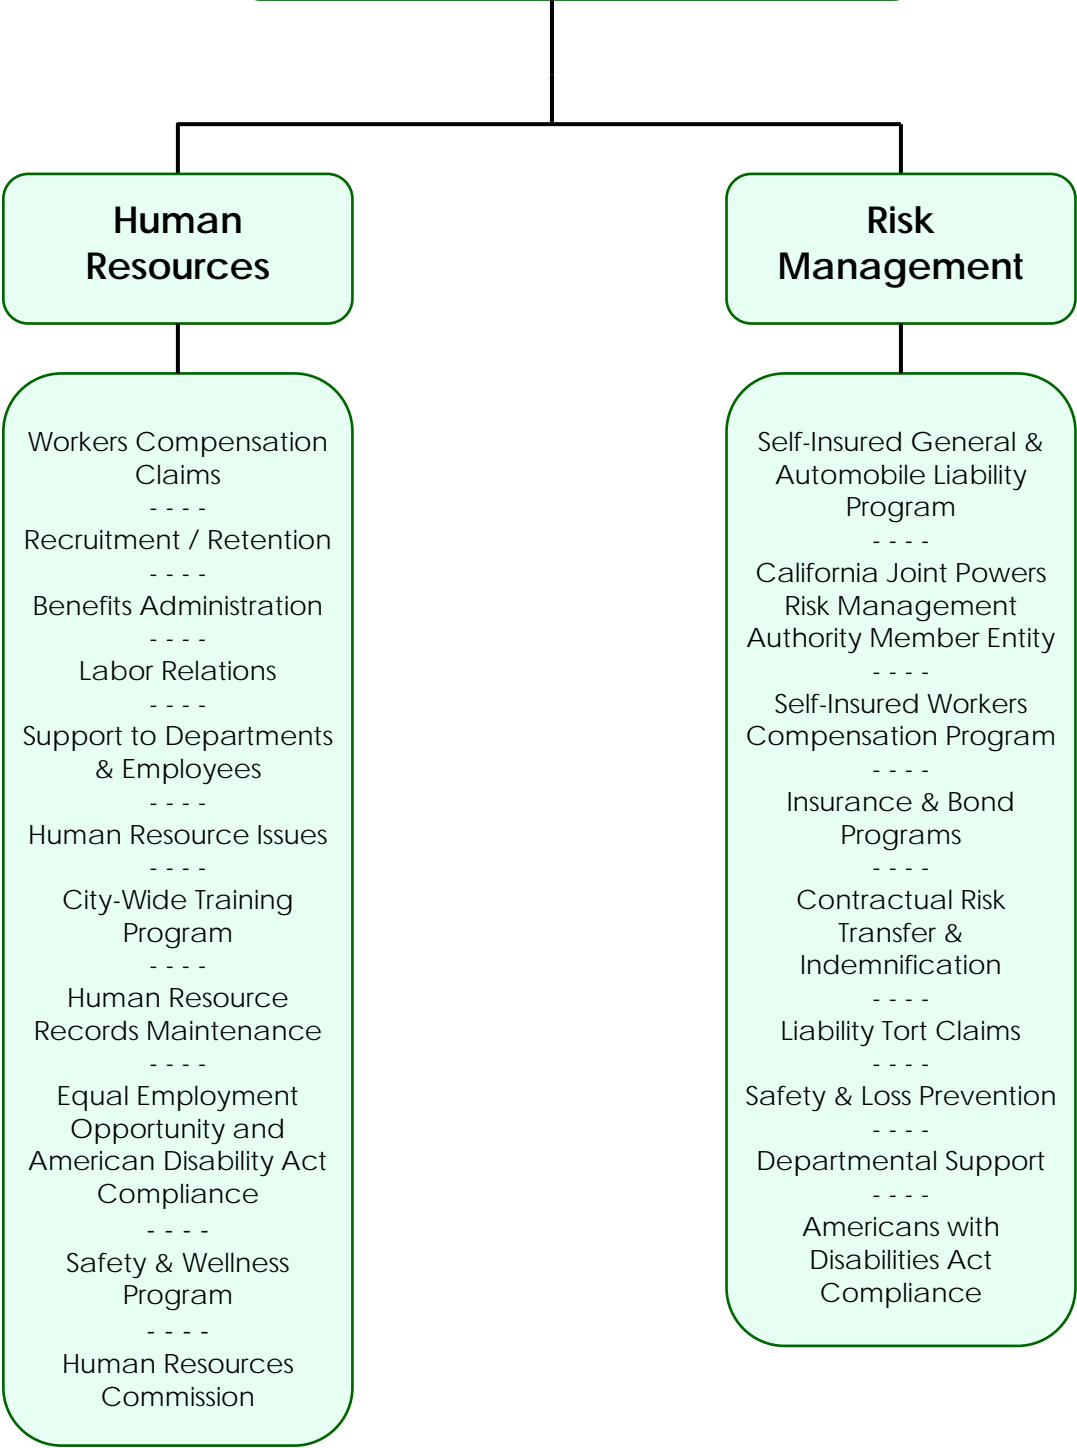 Human
Resources
Workers Compensation
Claims
- - - -
Recruitment / Retention
- - - -
Benefits Administration
- - - -
Labor Relations
- - - -
Support to Departments
& Employees
- - - -
Human Resource Issues
- - - -
City-Wide Training
Program
- - - -
Human Resource
Records Maintenance
- - - -
Equal Employment
Opportunity and
American Disability Act
Compliance
- - - -
Safety & Wellness
Program
- - - -
Human Resources
Commission
Risk
Management
Self-Insured General &
Automobile Liability
Program
- - - -
California Joint Powers
Risk Management
Authority Member Entity
- - - -
Self-Insured Workers
Compensation Program
- - - -
Insurance & Bond
Programs
- - - -
Contractual Risk
Transfer &
Indemnification
- - - -
Liability Tort Claims
- - - -
Safety & Loss Prevention
- - - -
Departmental Support
- - - -
Americans with
Disabilities Act
Compliance